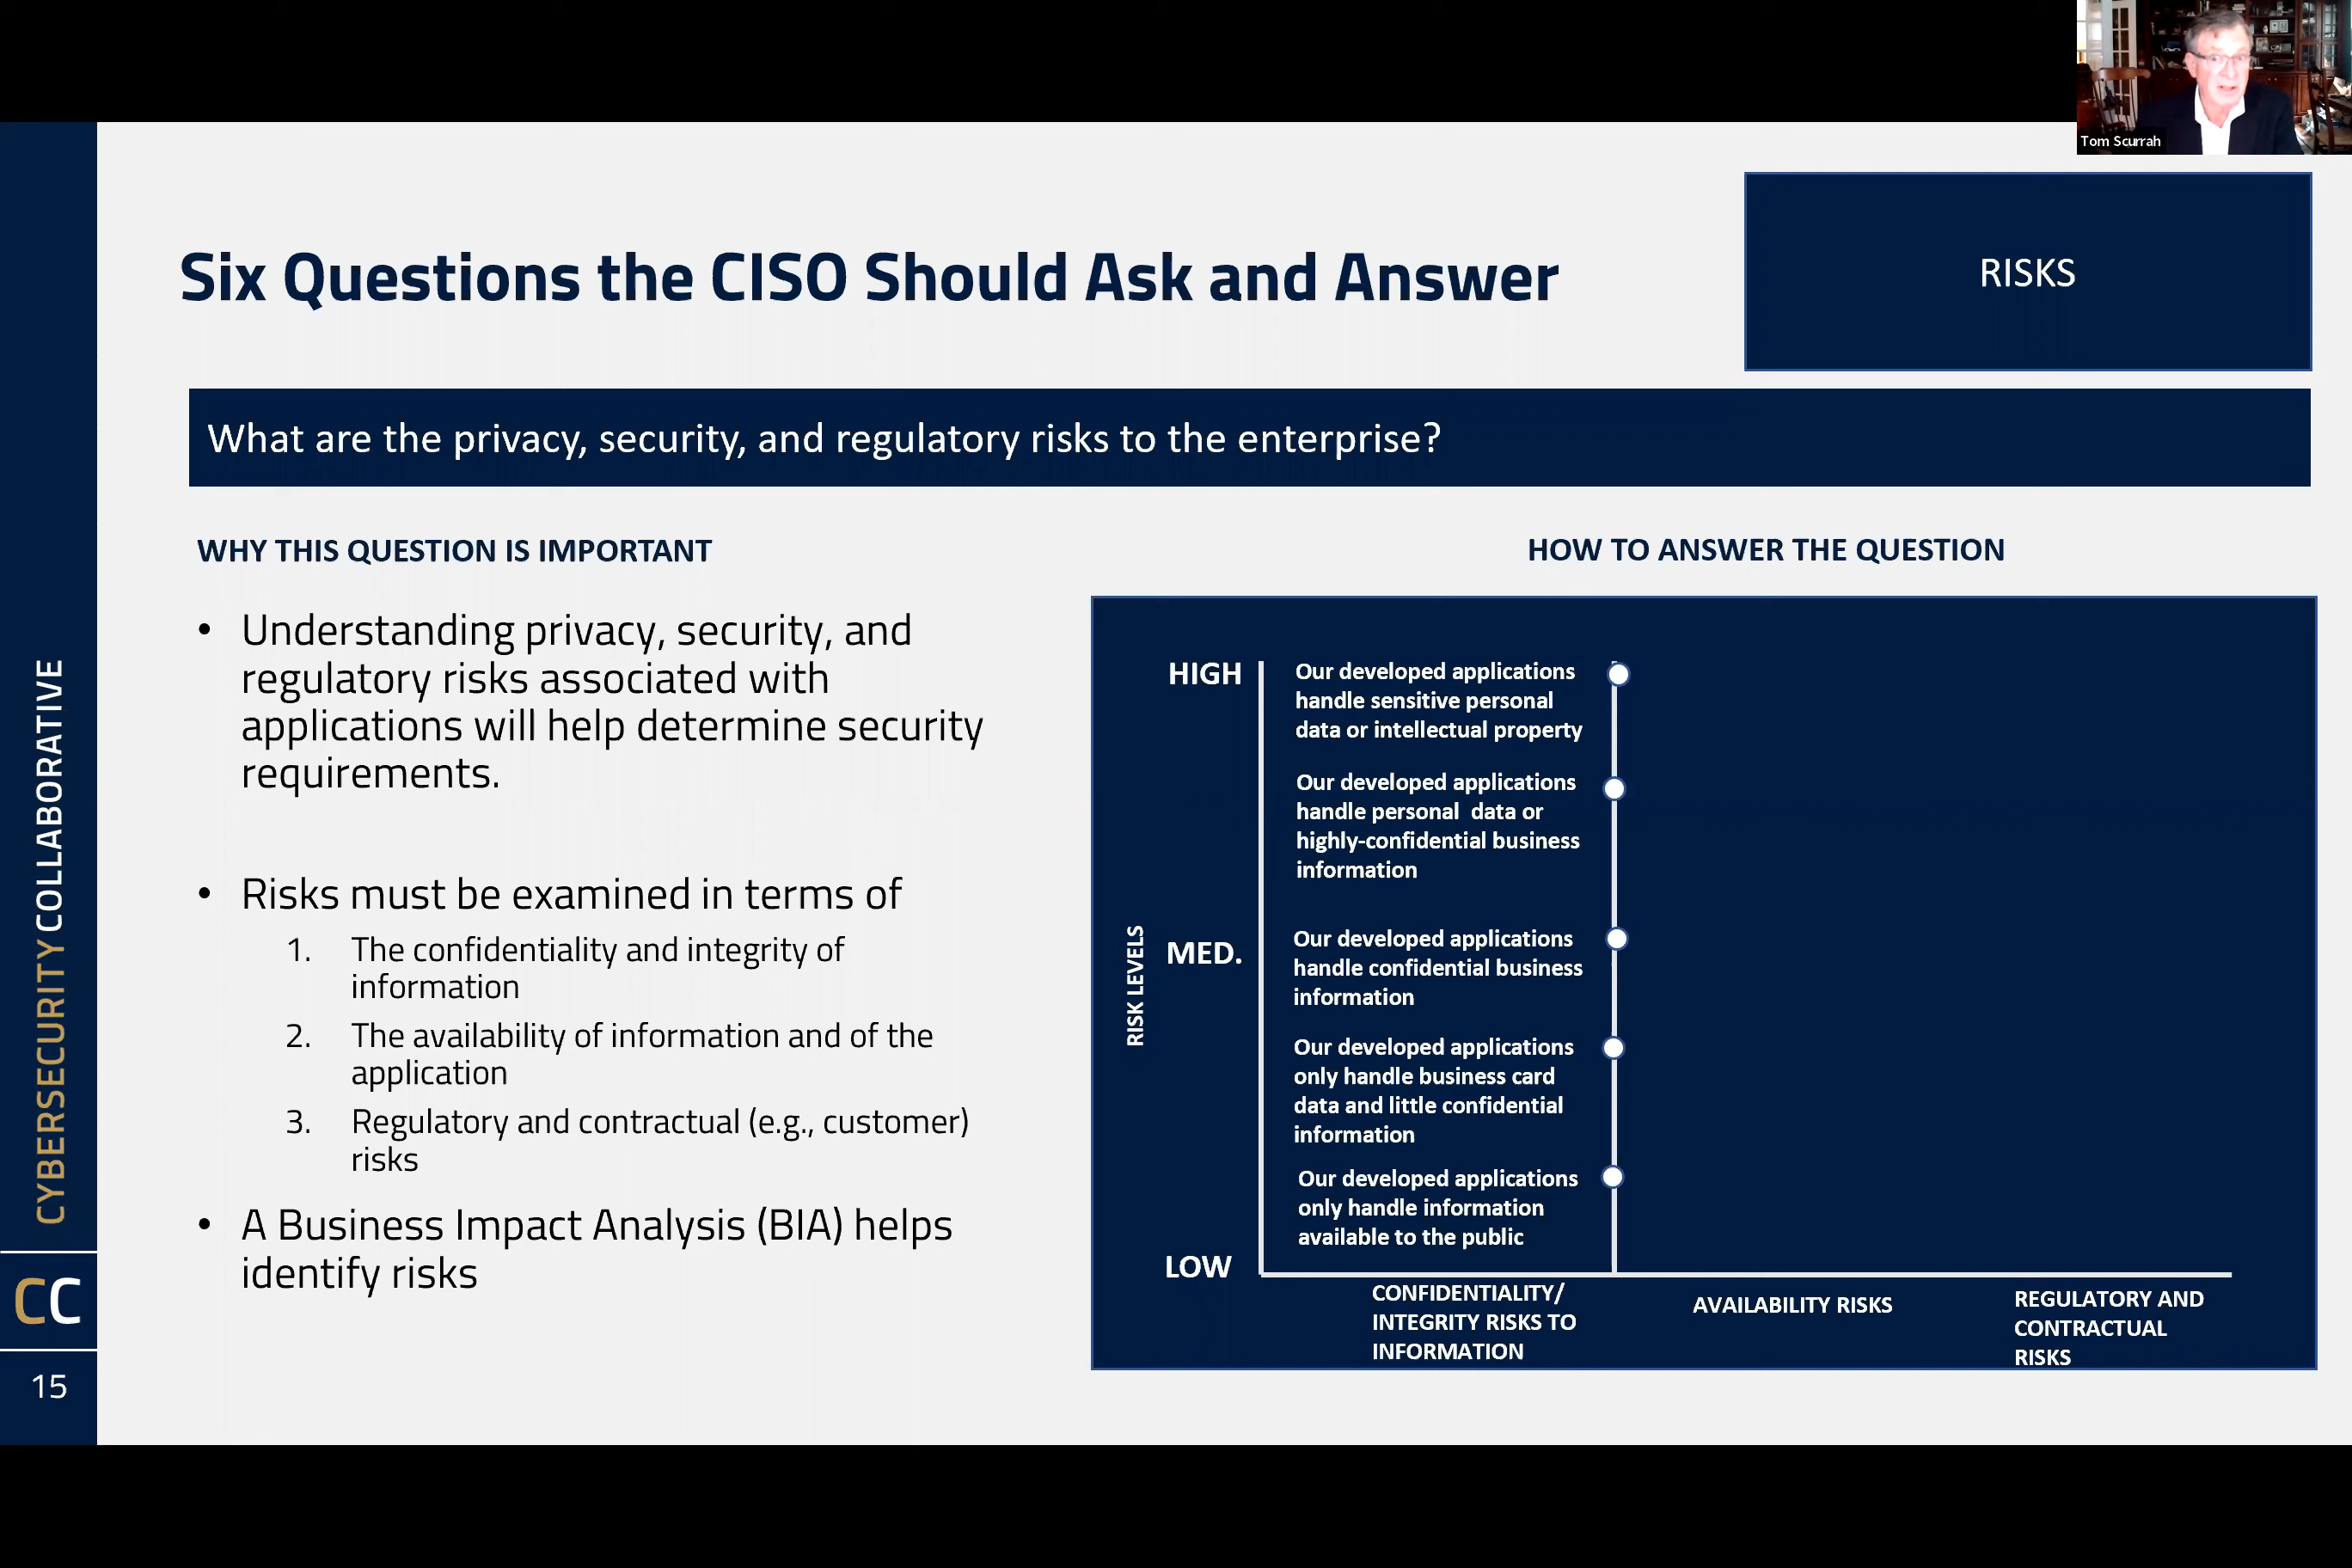 Tom Scurrah
Six Questions the CISO Should Ask and Answer
RISKS
What are the privacy, security, and regulatory risks to the enterprise?
WHY THIS QUESTION IS IMPORTANT
• Understanding privacy, security, and
regulatory risks associated with
applications will help determine security
requirements.
• Risks must be examined in terms of
1. The confidentiality and integrity of
information
2. The availability of information and of the
application
3. Regulatory and contractual (e.g., customer)
risks
• A Business Impact Analysis (BIA) helps
identify risks
HOW TO ANSWER THE QUESTION
RISK LEVELS
HIGH
MED.
LOW
Our developed applications
handle sensitive personal
data or intellectual property
Our developed applications
handle personal data or
highly-confidential business
information
Our developed applications
handle confidential business
information
Our developed applications
only handle business card
data and little confidential
information
Our developed applications
only handle information
available to the public
CONFIDENTIALITY/
INTEGRITY RISKS TO
INFORMATION
AVAILABILITY RISKS
REGULATORY AND
CONTRACTUAL
RISKS
CYBERSECURITY COLLABORATIVE
CC
15